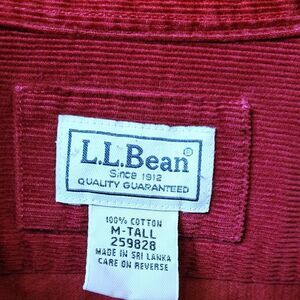 L.L.Bean®
Since 1912
QUALITY GUARANTEED
100% COTTON
M-TALL
259828
MADE IN SRI LANKA
CARE ON REVERSE